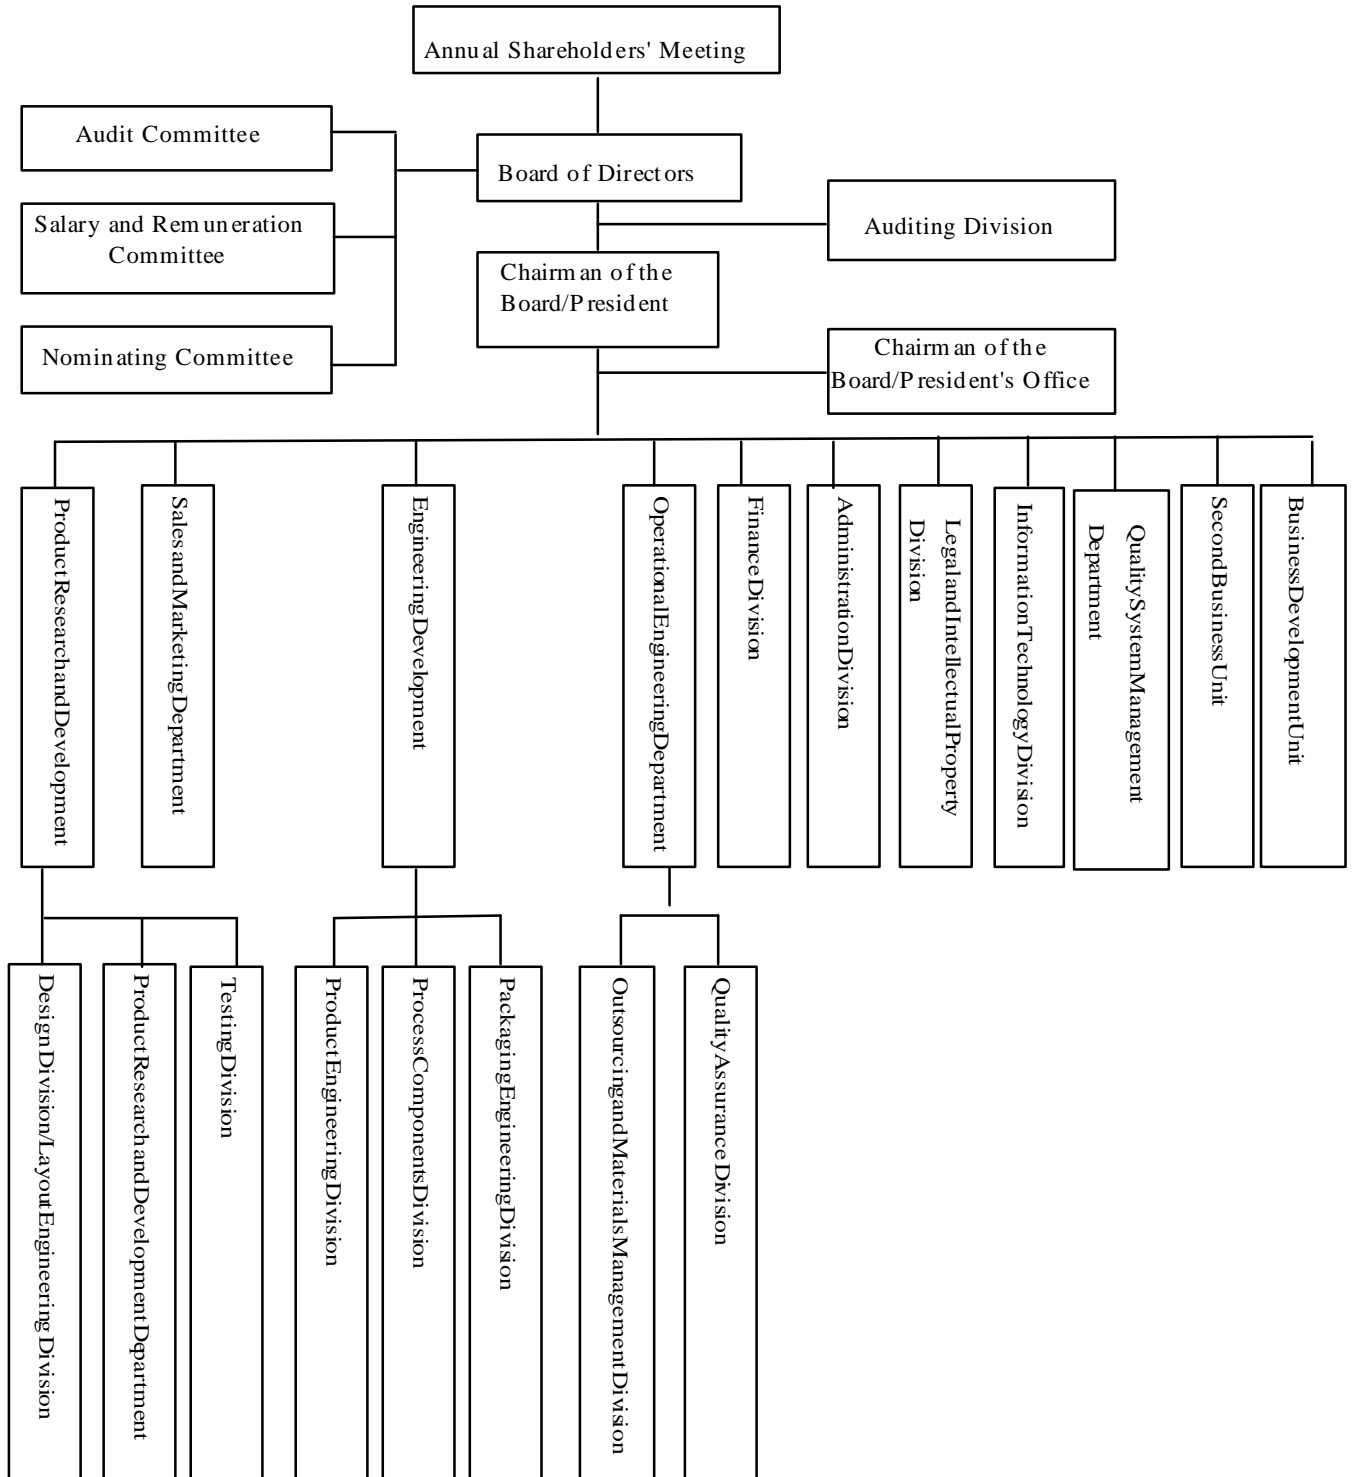 Annual Shareholders' Meeting
Audit Committee
Board of Directors
Salary and Remuneration
Committee
Auditing Division
Chairman of the
Board/President
Nominating Committee
Chairman of the
Board/President's Office
ProductResearchandDevelopment
SalesandMarketingDepartment
EngineeringDevelopment
OperationalEngineeringDepartment
FinanceDivision
AdministrationDivision
LegalandIntellectualProperty
Division
InformationTechnologyDivision
QualitySystemManagement
Department
SecondBusinessUnit
BusinessDevelopmentUnit
DesignDivision/LayoutEngineeringDivision
ProductResearchandDevelopmentDqpartment
TestingDivision
ProductEngineeringDivision
ProcessComponentsDivision
PackagingEngineeringDivision
OutsourcingandMaterialsManagementDivision
QualityAssuranceDivision